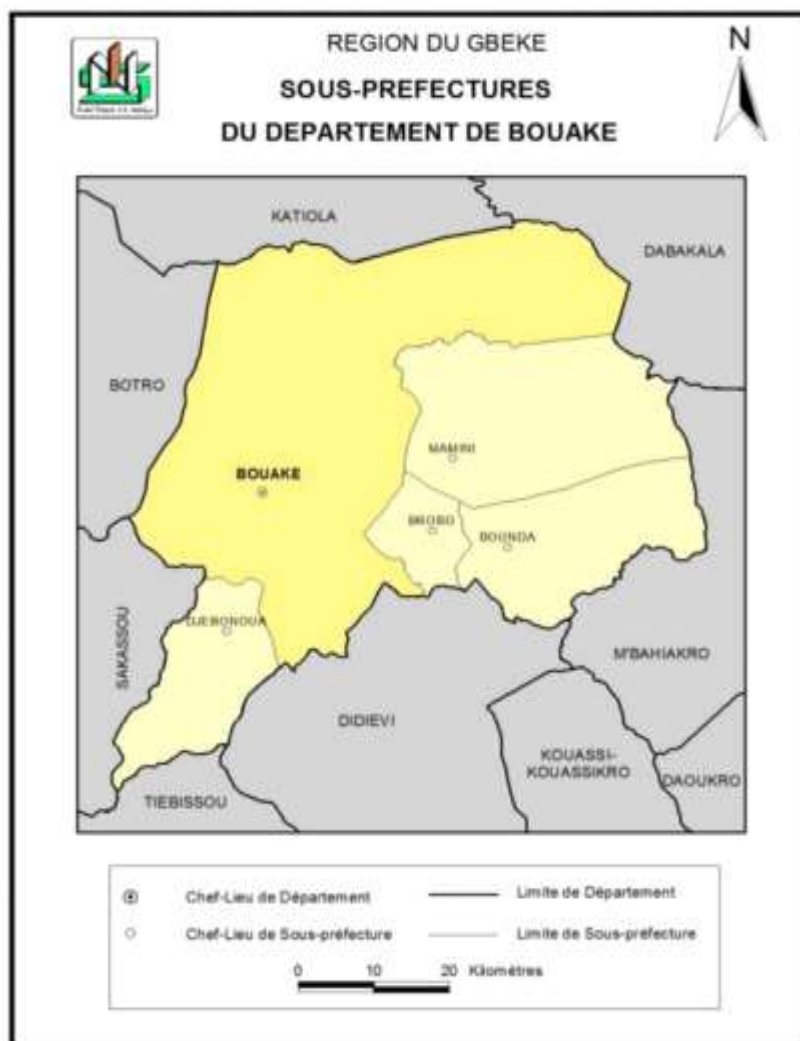 REGION DU GBEKE
N
SOUS-PREFECTURES
DU DEPARTEMENT DE BOUAKE
KATIOLA
DABAKALA
BOTRO
MAMINI
BOUAKE
BROBO
BOUNDA
DJEBONOUA
SAKASSOU
M'BAHIAKRO
DIDIEVI
KOUASSI-
KOUASSIKRO
DAOUKRO
TIEBISSOU
Chef-Lieu de Département
Limite de Département
Chef-Lieu de Sous-préfecture
Limite de Sous-préfecture
0 10 20 Kilomètres